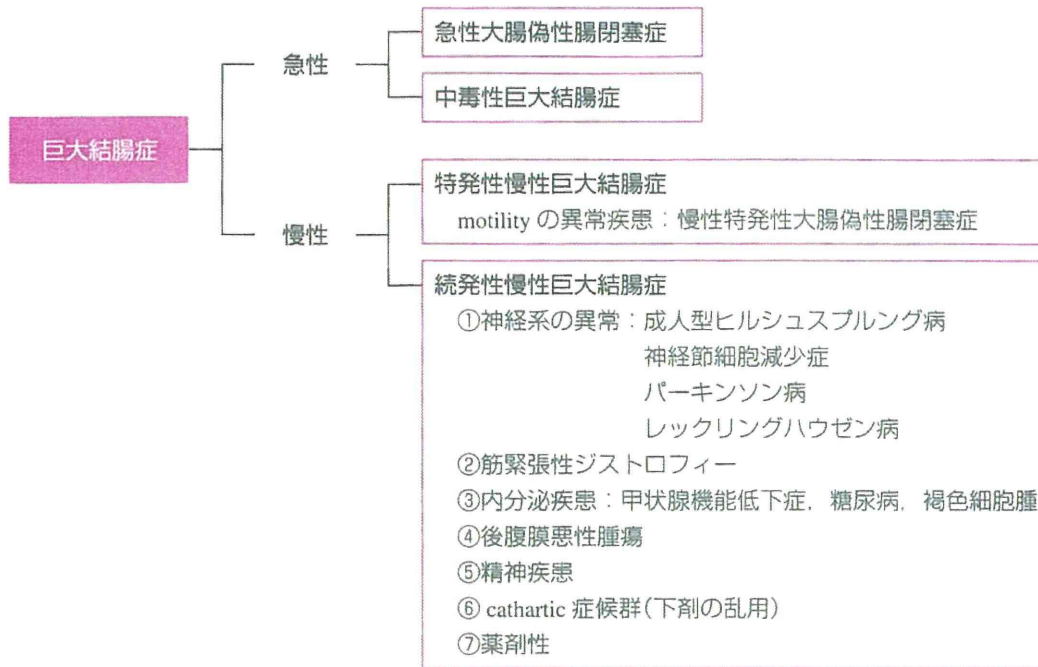 巨大結腸症
急性
急性大腸偽性腸閉塞症
中毒性巨大結腸症
慢性
特発性慢性巨大結腸症
motility の異常疾患：慢性特発性大腸偽性腸閉塞症
続発性慢性巨大結腸症
①神経系の異常：成人型ヒルシュスプルング病
神経節細胞減少症
パーキンソン病
レックリングハウゼン病
②筋緊張性ジストロフィー
③内分泌疾患：甲状腺機能低下症，糖尿病，褐色細胞腫
④後腹膜悪性腫瘍
⑤精神疾患
⑥ cathartic 症候群(下剤の乱用)
⑦薬剤性